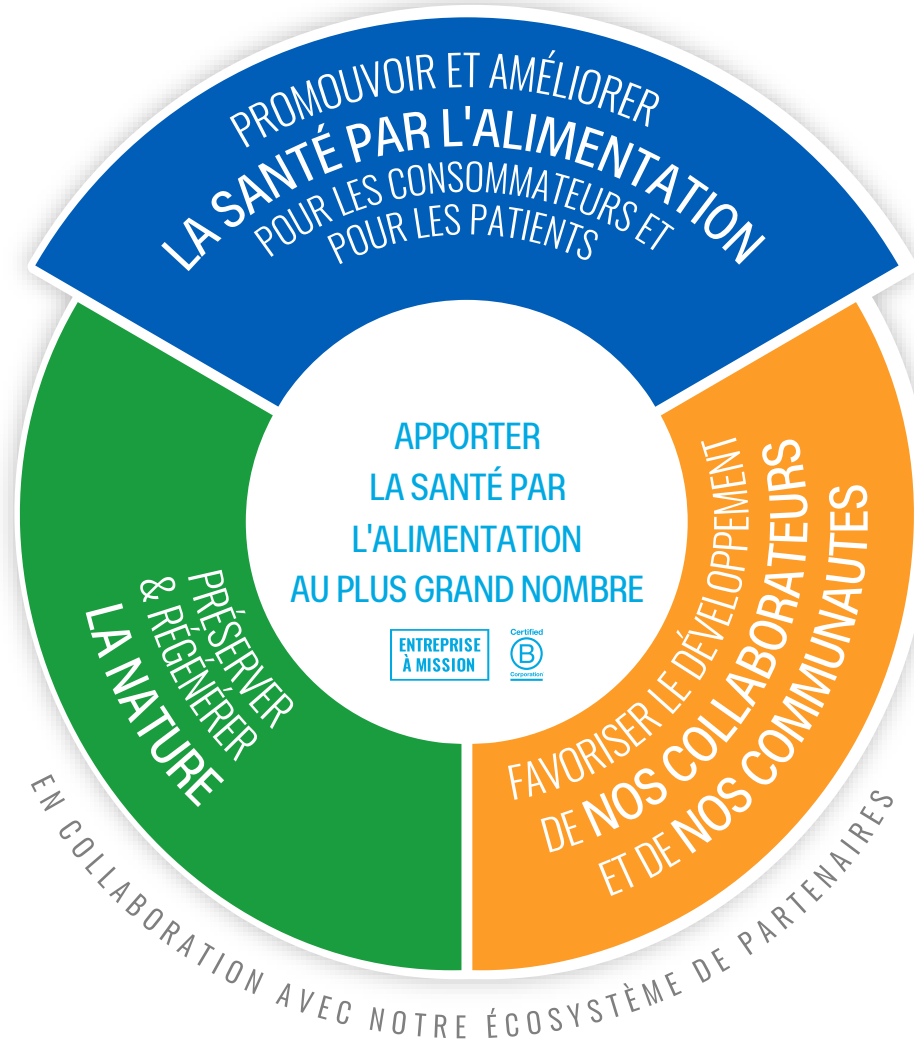 PROMOUVOIR ET AMÉLIORER
LA SANTÉ PAR L'ALIMENTATION
POUR LES CONSOMMATEURS ET
POUR LES PATIENTS
APPORTER
LA SANTÉ PAR
L'ALIMENTATION
AU PLUS GRAND NOMBRE
ENTREPRISE
À MISSION
Certified
B
Corporation
PRÉSERVER
& RÉGÉNÉRER
LA NATURE
FAVORISER LE DÉVELOPPEMENT
DE NOS COLLABORATEURS
ET DE NOS COMMUNAUTES
EN COLLABORATION AVEC NOTRE ÉCOSYSTÈME DE PARTENAIRES